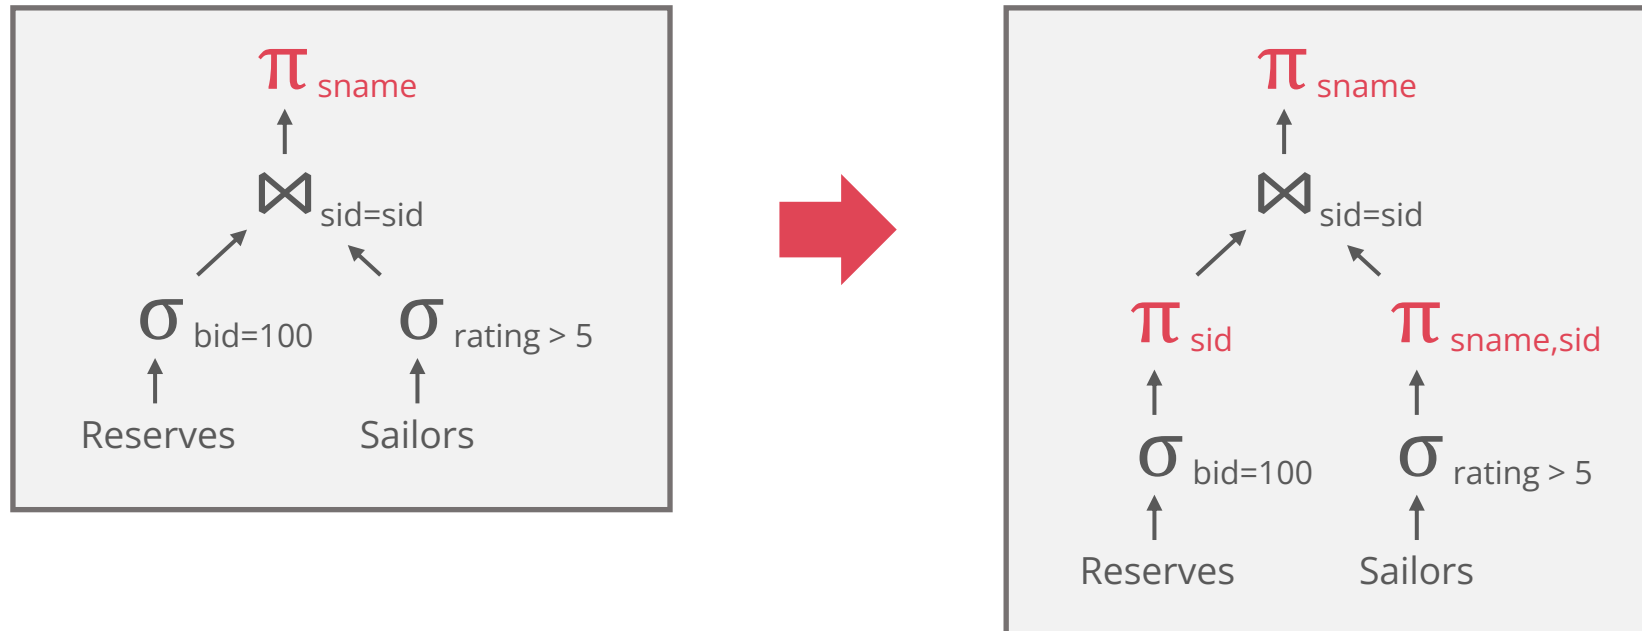 π sname
⋈ sid=sid
σ bid=100
σ rating > 5
Reserves
Sailors
π sname
⋈ sid=sid
π sid
π sname,sid
σ bid=100
σ rating > 5
Reserves
Sailors